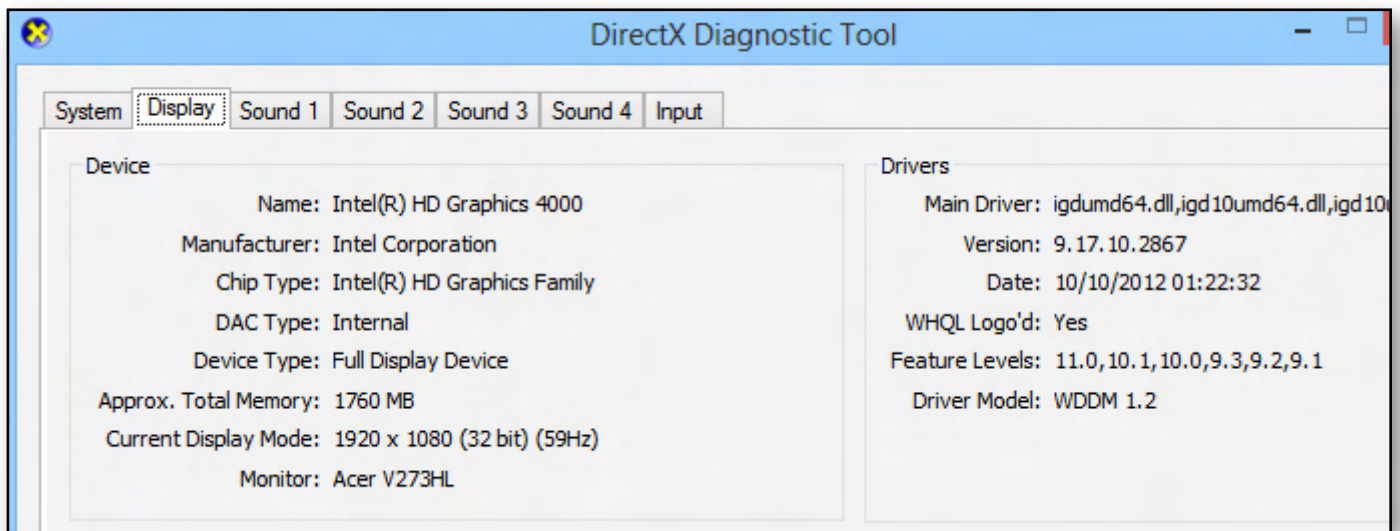 DirectX Diagnostic Tool
System Display Sound 1 Sound 2 Sound 3 Sound 4 Input
Device
Name: Intel(R) HD Graphics 4000
Manufacturer: Intel Corporation
Chip Type: Intel(R) HD Graphics Family
DAC Type: Internal
Device Type: Full Display Device
Approx. Total Memory: 1760 MB
Current Display Mode: 1920 x 1080 (32 bit) (59Hz)
Monitor: Acer V273HL
Drivers
Main Driver: igdumd64.dll,igd10umd64.dll,
Version: 9.17.10.2867
Date: 10/10/2012 01:22:32
WHQL Logo'd: Yes
Feature Levels: 11.0,10.1,10.0,9.3,9.2,9.1
Driver Model: WDDM 1.2